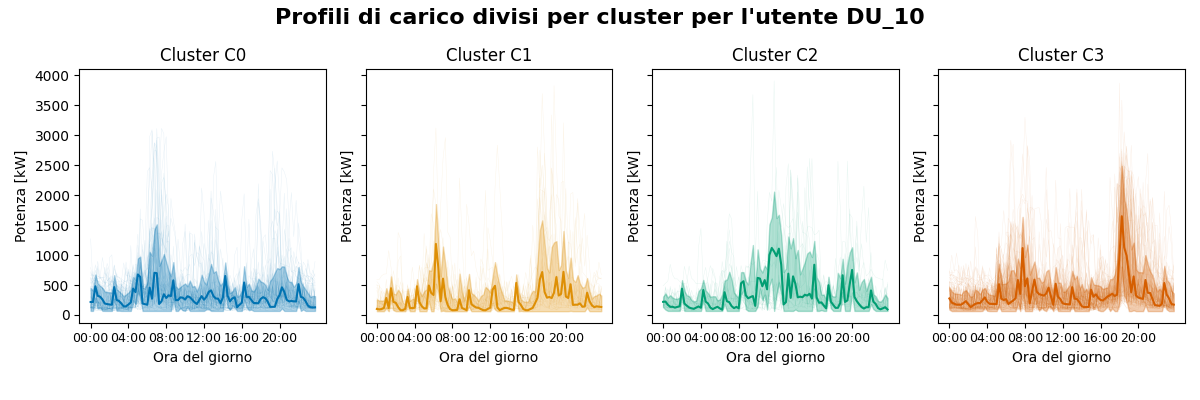 Profili di carico divisi per cluster per l'utente DU_10
Cluster C0
Cluster C1
Cluster C2
Cluster C3
Potenza [kW]
4000
3500
3000
2500
2000
1500
1000
500
0
Potenza [kW]
Potenza [kW]
Potenza [kW]
00:00 04:00 08:00 12:00 16:00 20:00
00:00 04:00 08:00 12:00 16:00 20:00
00:00 04:00 08:00 12:00 16:00 20:00
00:00 04:00 08:00 12:00 16:00 20:00
Ora del giorno
Ora del giorno
Ora del giorno
Ora del giorno